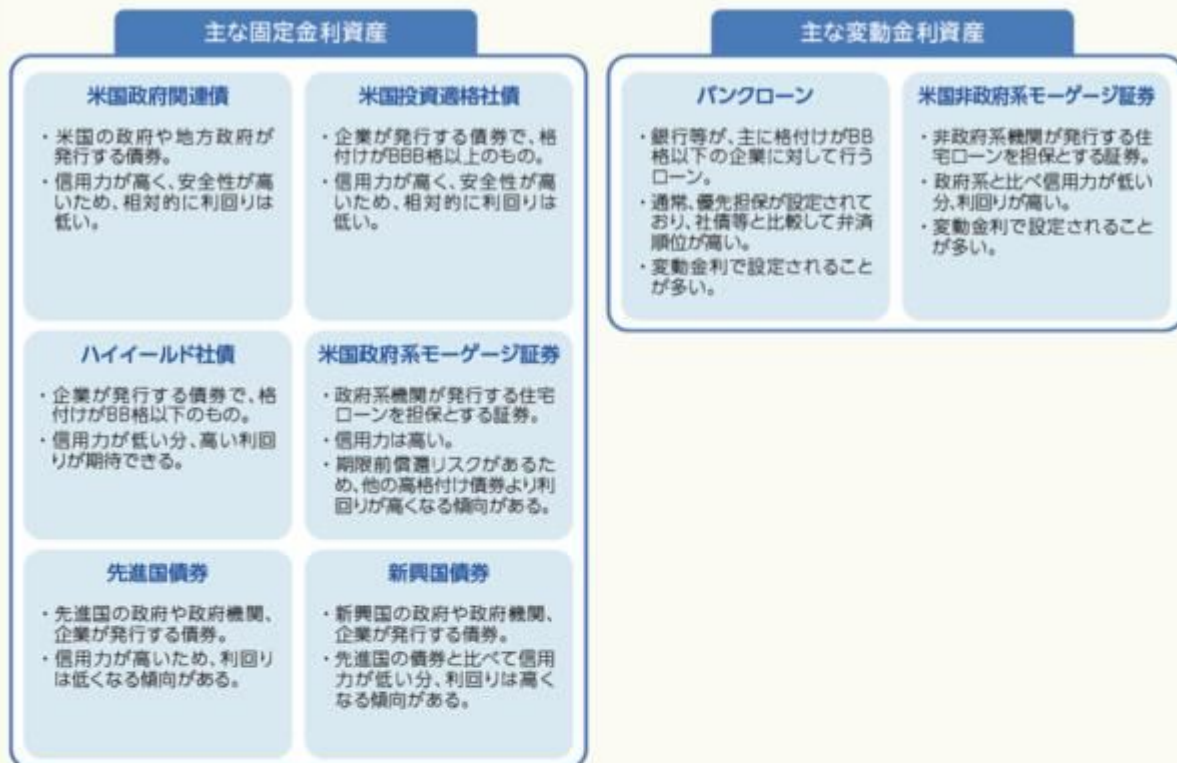 主な固定金利資産
米国政府関連債
・米国の政府や地方政府が
発行する債券。
・信用力が高く、安全性が高
いため、相対的に利回りは
低い。
米国投資適格社債
・企業が発行する債券で、格
付けがBBB格以上のもの。
・信用力が高く、安全性が高
いため、相対的に利回りは
低い。
ハイイールド社債
・企業が発行する債券で、格
付けがBB格以下のもの。
・信用力が低い分、高い利回
りが期待できる。
米国政府系モーゲージ証券
・政府系機関が発行する住宅
ローンを担保とする証券。
・信用力は高い。
・期限前償還リスクがあるた
め、他の高格付け債券より利
回りが高くなる傾向がある。
先進国債券
・先進国の政府や政府機関、
企業が発行する債券。
・信用力が高いため、利回り
は低くなる傾向がある。
新興国債券
・新興国の政府や政府機関、
企業が発行する債券。
・先進国の債券と比べて信用
力が低い分、利回りは高く
なる傾向がある。
主な変動金利資産
バンクローン
・銀行等が、主に格付けがBB
格以下の企業に対して行う
ローン。
・通常、優先担保が設定されて
おり、社債等と比較して弁済
順位が高い。
・変動金利で設定されること
が多い。
米国非政府系モーゲージ証券
・非政府系機関が発行する住
宅ローンを担保とする証券。
・政府系と比べ信用力が低い
分、利回りが高い。
・変動金利で設定されること
が多い。